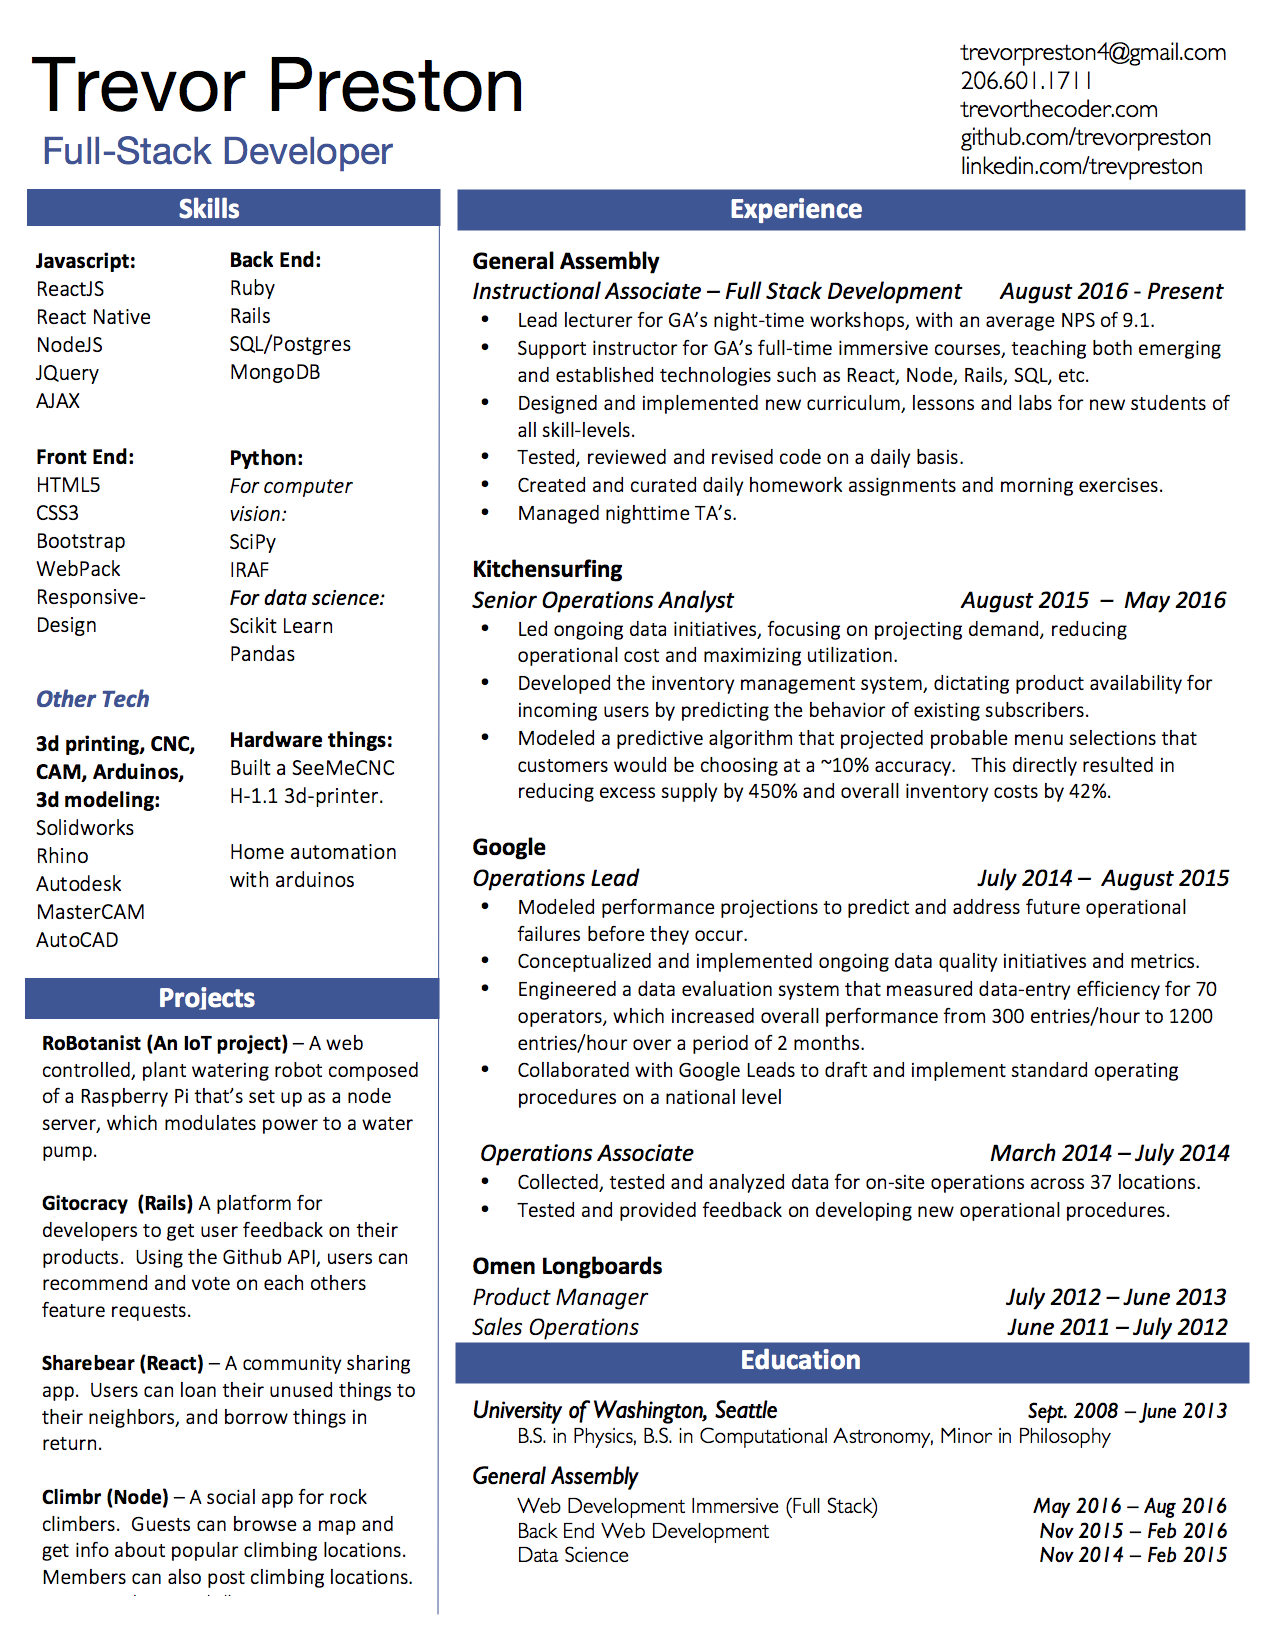 Trevor Preston
Full-Stack Developer
trevorpreston4@gmail.com
206.601.1711
trevorthecoder.com
github.com/trevorpreston
linkedin.com/trevpreston
Skills
Javascript:
ReactJS
React Native
NodeJS
JQuery
AJAX
Back End:
Ruby
Rails
SQL/Postgres
MongoDB
Front End:
HTML5
CSS3
Bootstrap
WebPack
Responsive-
Design
Python:
For computer
vision:
SciPy
IRAF
For data science:
Scikit Learn
Pandas
Other Tech
3d printing, CNC,
CAM, Arduinos,
3d modeling:
Solidworks
Rhino
Autodesk
MasterCAM
AutoCAD
Hardware things:
Built a SeeMeCNC
H-1.1 3d-printer.
Home automation
with arduinos
Projects
RoBotanist (An IoT project) – A web
controlled, plant watering robot composed
of a Raspberry Pi that’s set up as a node
server, which modulates power to a water
pump.
Gitocracy  (Rails) A platform for
developers to get user feedback on their
products.  Using the Github API, users can
recommend and vote on each others
feature requests.
Sharebear (React) – A community sharing
app.  Users can loan their unused things to
their neighbors, and borrow things in
return.
Climbr (Node) – A social app for rock
climbers.  Guests can browse a map and
get info about popular climbing locations.
Members can also post climbing locations.
Experience
General Assembly
Instructional Associate – Full Stack Development August 2016 - Present
• Lead lecturer for GA’s night-time workshops, with an average NPS of 9.1.
• Support instructor for GA’s full-time immersive courses, teaching both emerging
and established technologies such as React, Node, Rails, SQL, etc.
• Designed and implemented new curriculum, lessons and labs for new students of
all skill-levels.
• Tested, reviewed and revised code on a daily basis.
• Created and curated daily homework assignments and morning exercises.
• Managed nighttime TA’s.
Kitchensurfing
Senior Operations Analyst August 2015 – May 2016
• Led ongoing data initiatives, focusing on projecting demand, reducing
operational cost and maximizing utilization.
• Developed the inventory management system, dictating product availability for
incoming users by predicting the behavior of existing subscribers.
• Modeled a predictive algorithm that projected probable menu selections that
customers would be choosing at a ~10% accuracy.   This directly resulted in
reducing excess supply by 450% and overall inventory costs by 42%.
Google
Operations Lead July 2014 – August 2015
• Modeled performance projections to predict and address future operational
failures before they occur.
• Conceptualized and implemented ongoing data quality initiatives and metrics.
• Engineered a data evaluation system that measured data-entry efficiency for 70
operators, which increased overall performance from 300 entries/hour to 1200
entries/hour over a period of 2 months.
• Collaborated with Google Leads to draft and implement standard operating
procedures on a national level
Operations Associate March 2014 – July 2014
• Collected, tested and analyzed data for on-site operations across 37 locations.
• Tested and provided feedback on developing new operational procedures.
Omen Longboards
Product Manager July 2012 – June 2013
Sales Operations June 2011 – July 2012
Education
University of Washington, Seattle Sept. 2008 – June 2013
B.S. in Physics, B.S. in Computational Astronomy, Minor in Philosophy
General Assembly
Web Development Immersive (Full Stack) May 2016 – Aug 2016
Back End Web Development Nov 2015 – Feb 2016
Data Science Nov 2014 – Feb 2015